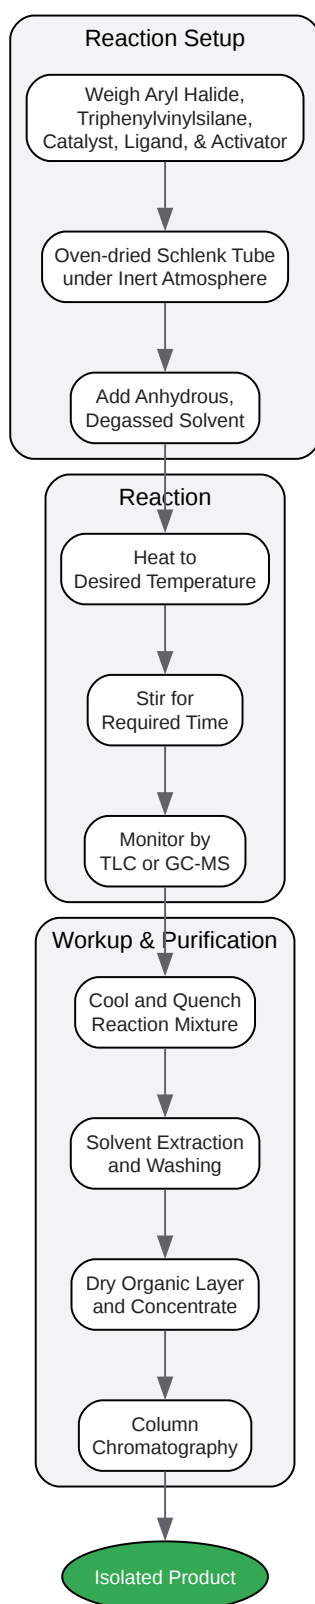 Reaction Setup
Weigh Aryl Halide,
Triphenylvinylsilane,
Catalyst, Ligand, & Activator
Oven-dried Schlenk Tube
under Inert Atmosphere
Add Anhydrous,
Degassed Solvent
Reaction
Heat to
Desired Temperature
Stir for
Required Time
Monitor by
TLC or GC-MS
Workup & Purification
Cool and Quench
Reaction Mixture
Solvent Extraction
and Washing
Dry Organic Layer
and Concentrate
Column
Chromatography
Isolated Product